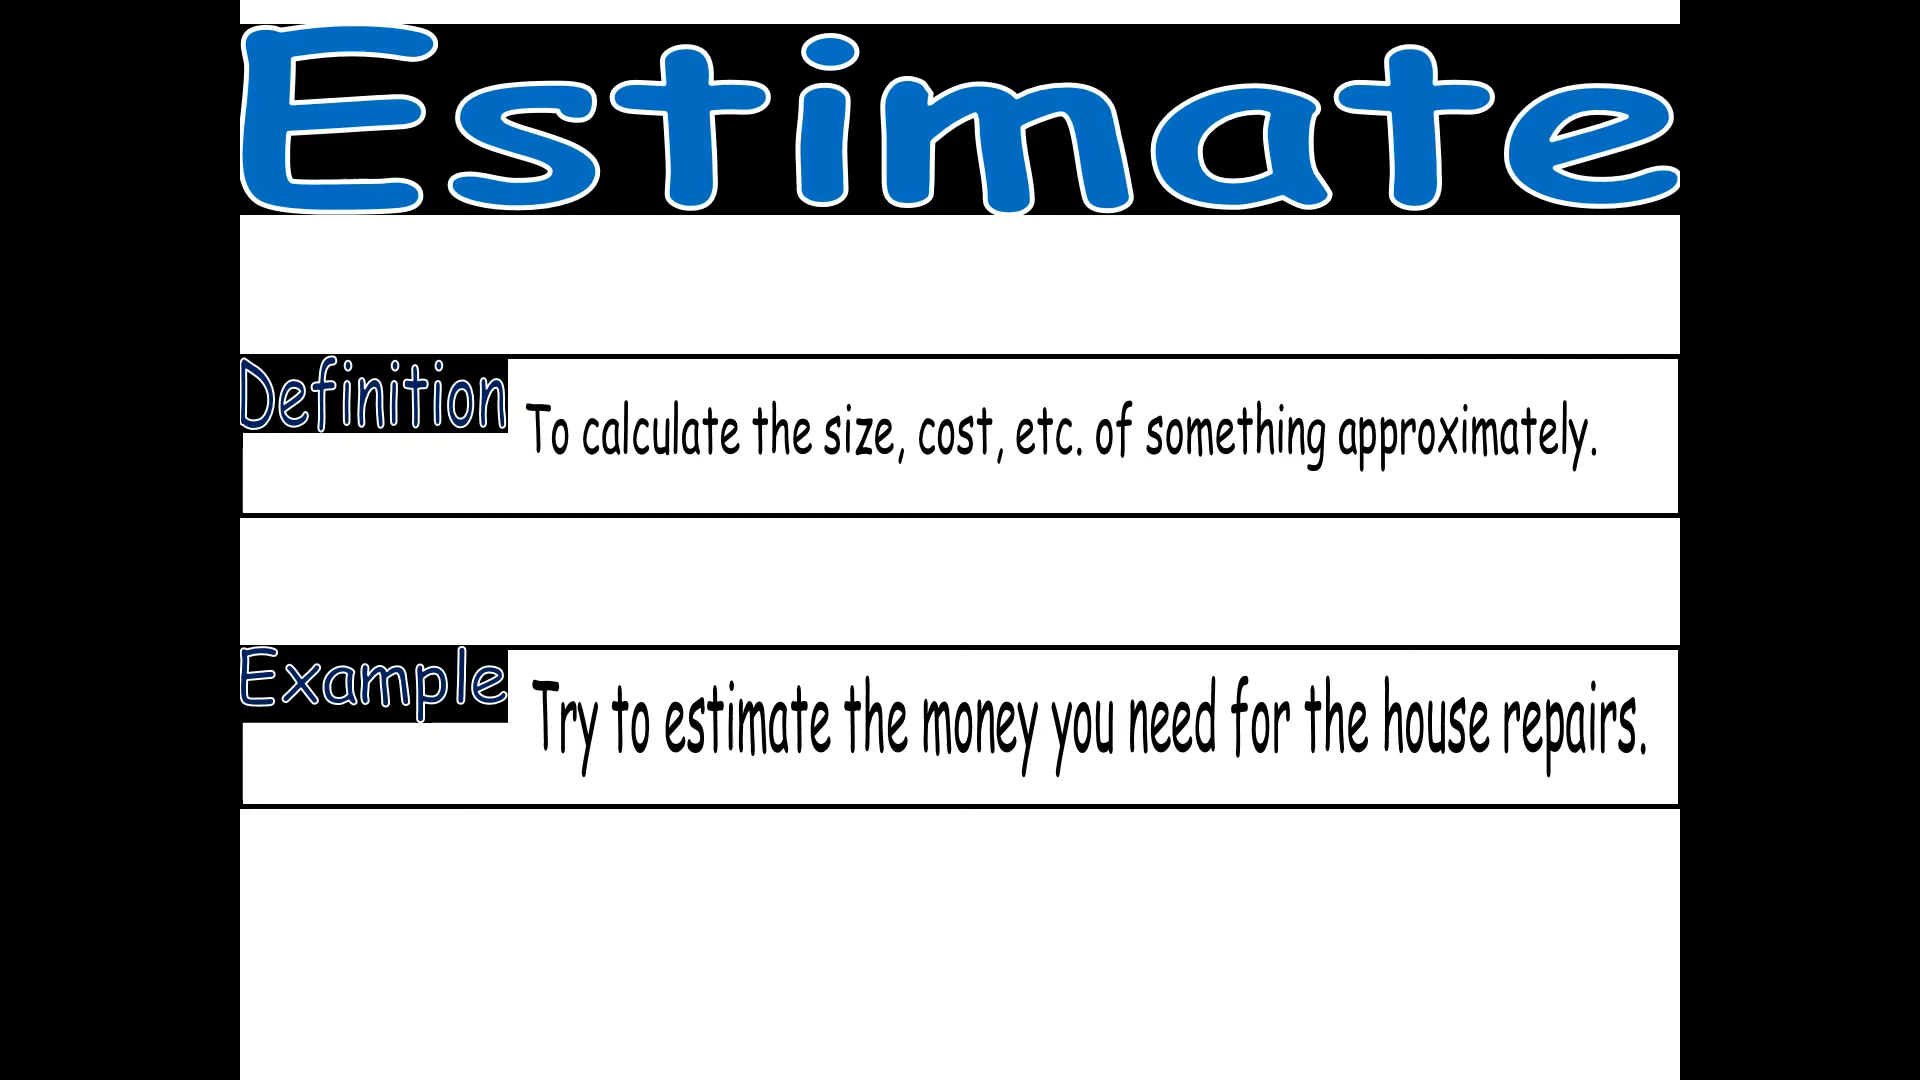 Estimate
Definition
To calculate the size, cost, etc. of something approximately.
Example
Try to estimate the money you need for the house repairs.